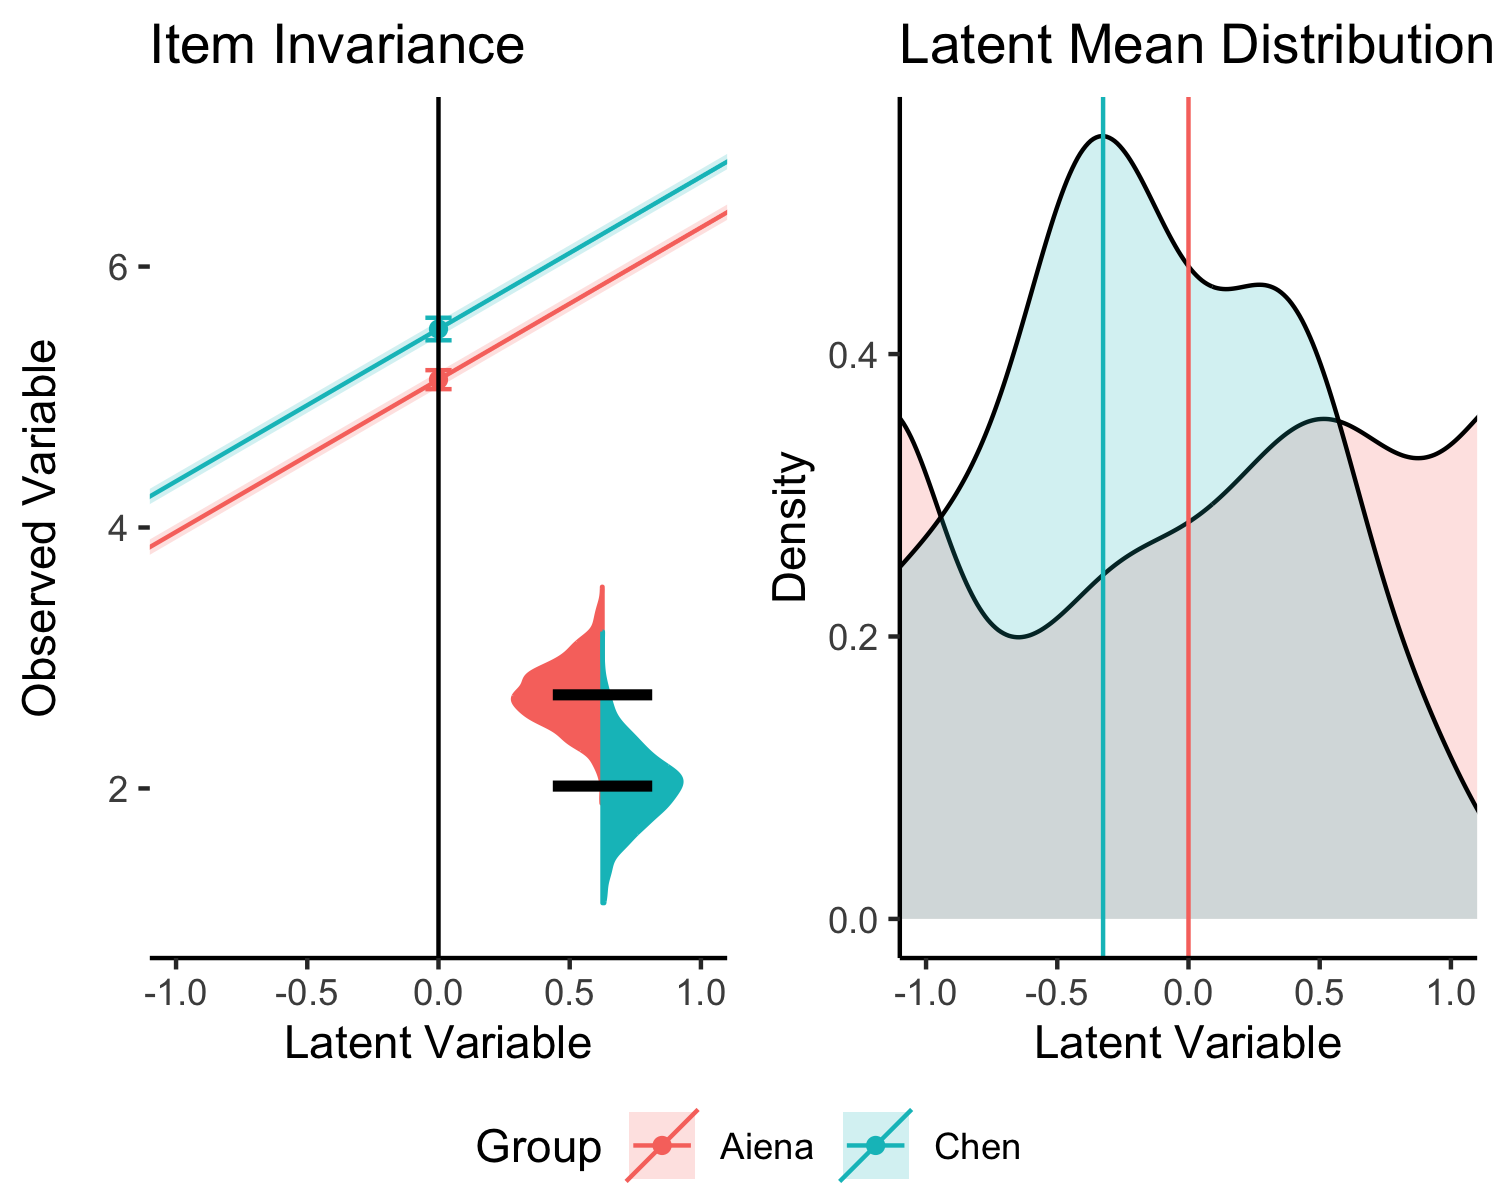 Item Invariance
Observed Variable
6
4
2
-1.0 -0.5 0.0 0.5 1.0
Latent Variable
Latent Mean Distribution
Density
0.4
0.2
0.0
-1.0 -0.5 0.0 0.5 1.0
Latent Variable
Group Aiena Chen